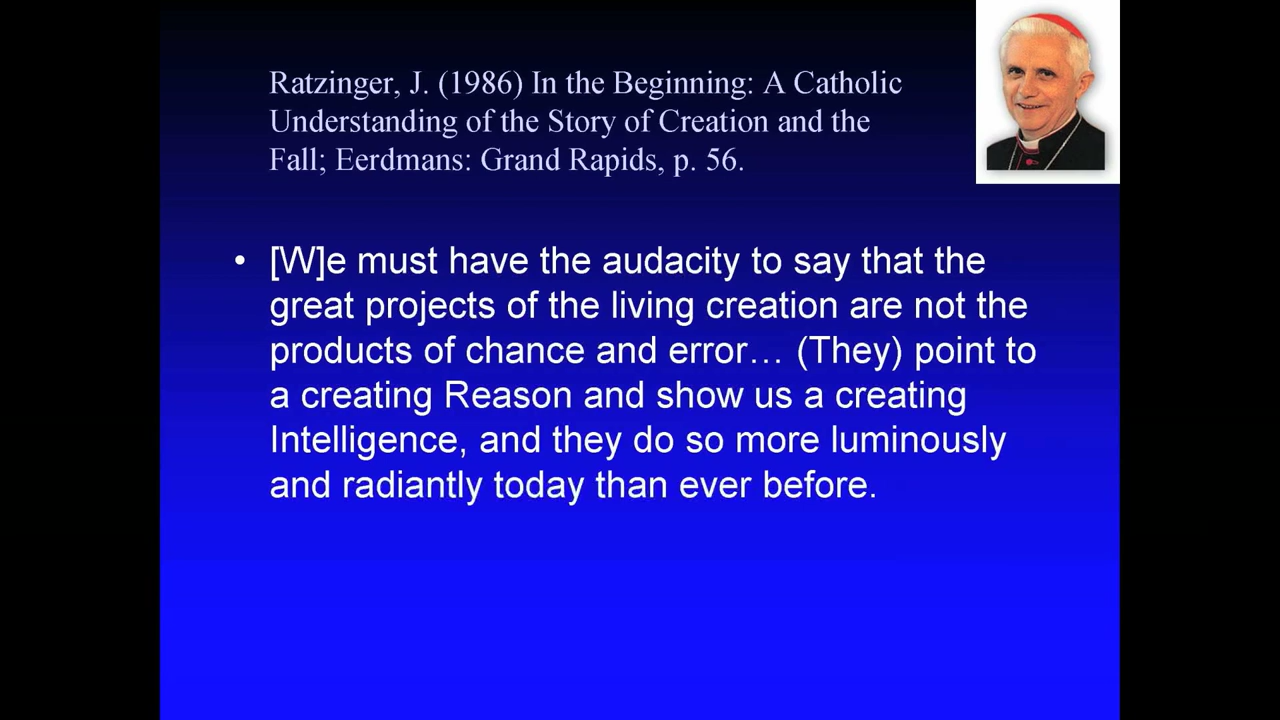 Ratzinger, J. (1986) In the Beginning: A Catholic
Understanding of the Story of Creation and the
Fall; Eerdmans: Grand Rapids, p. 56.
• [W]e must have the audacity to say that the
great projects of the living creation are not the
products of chance and error… (They) point to
a creating Reason and show us a creating
Intelligence, and they do so more luminously
and radiantly today than ever before.